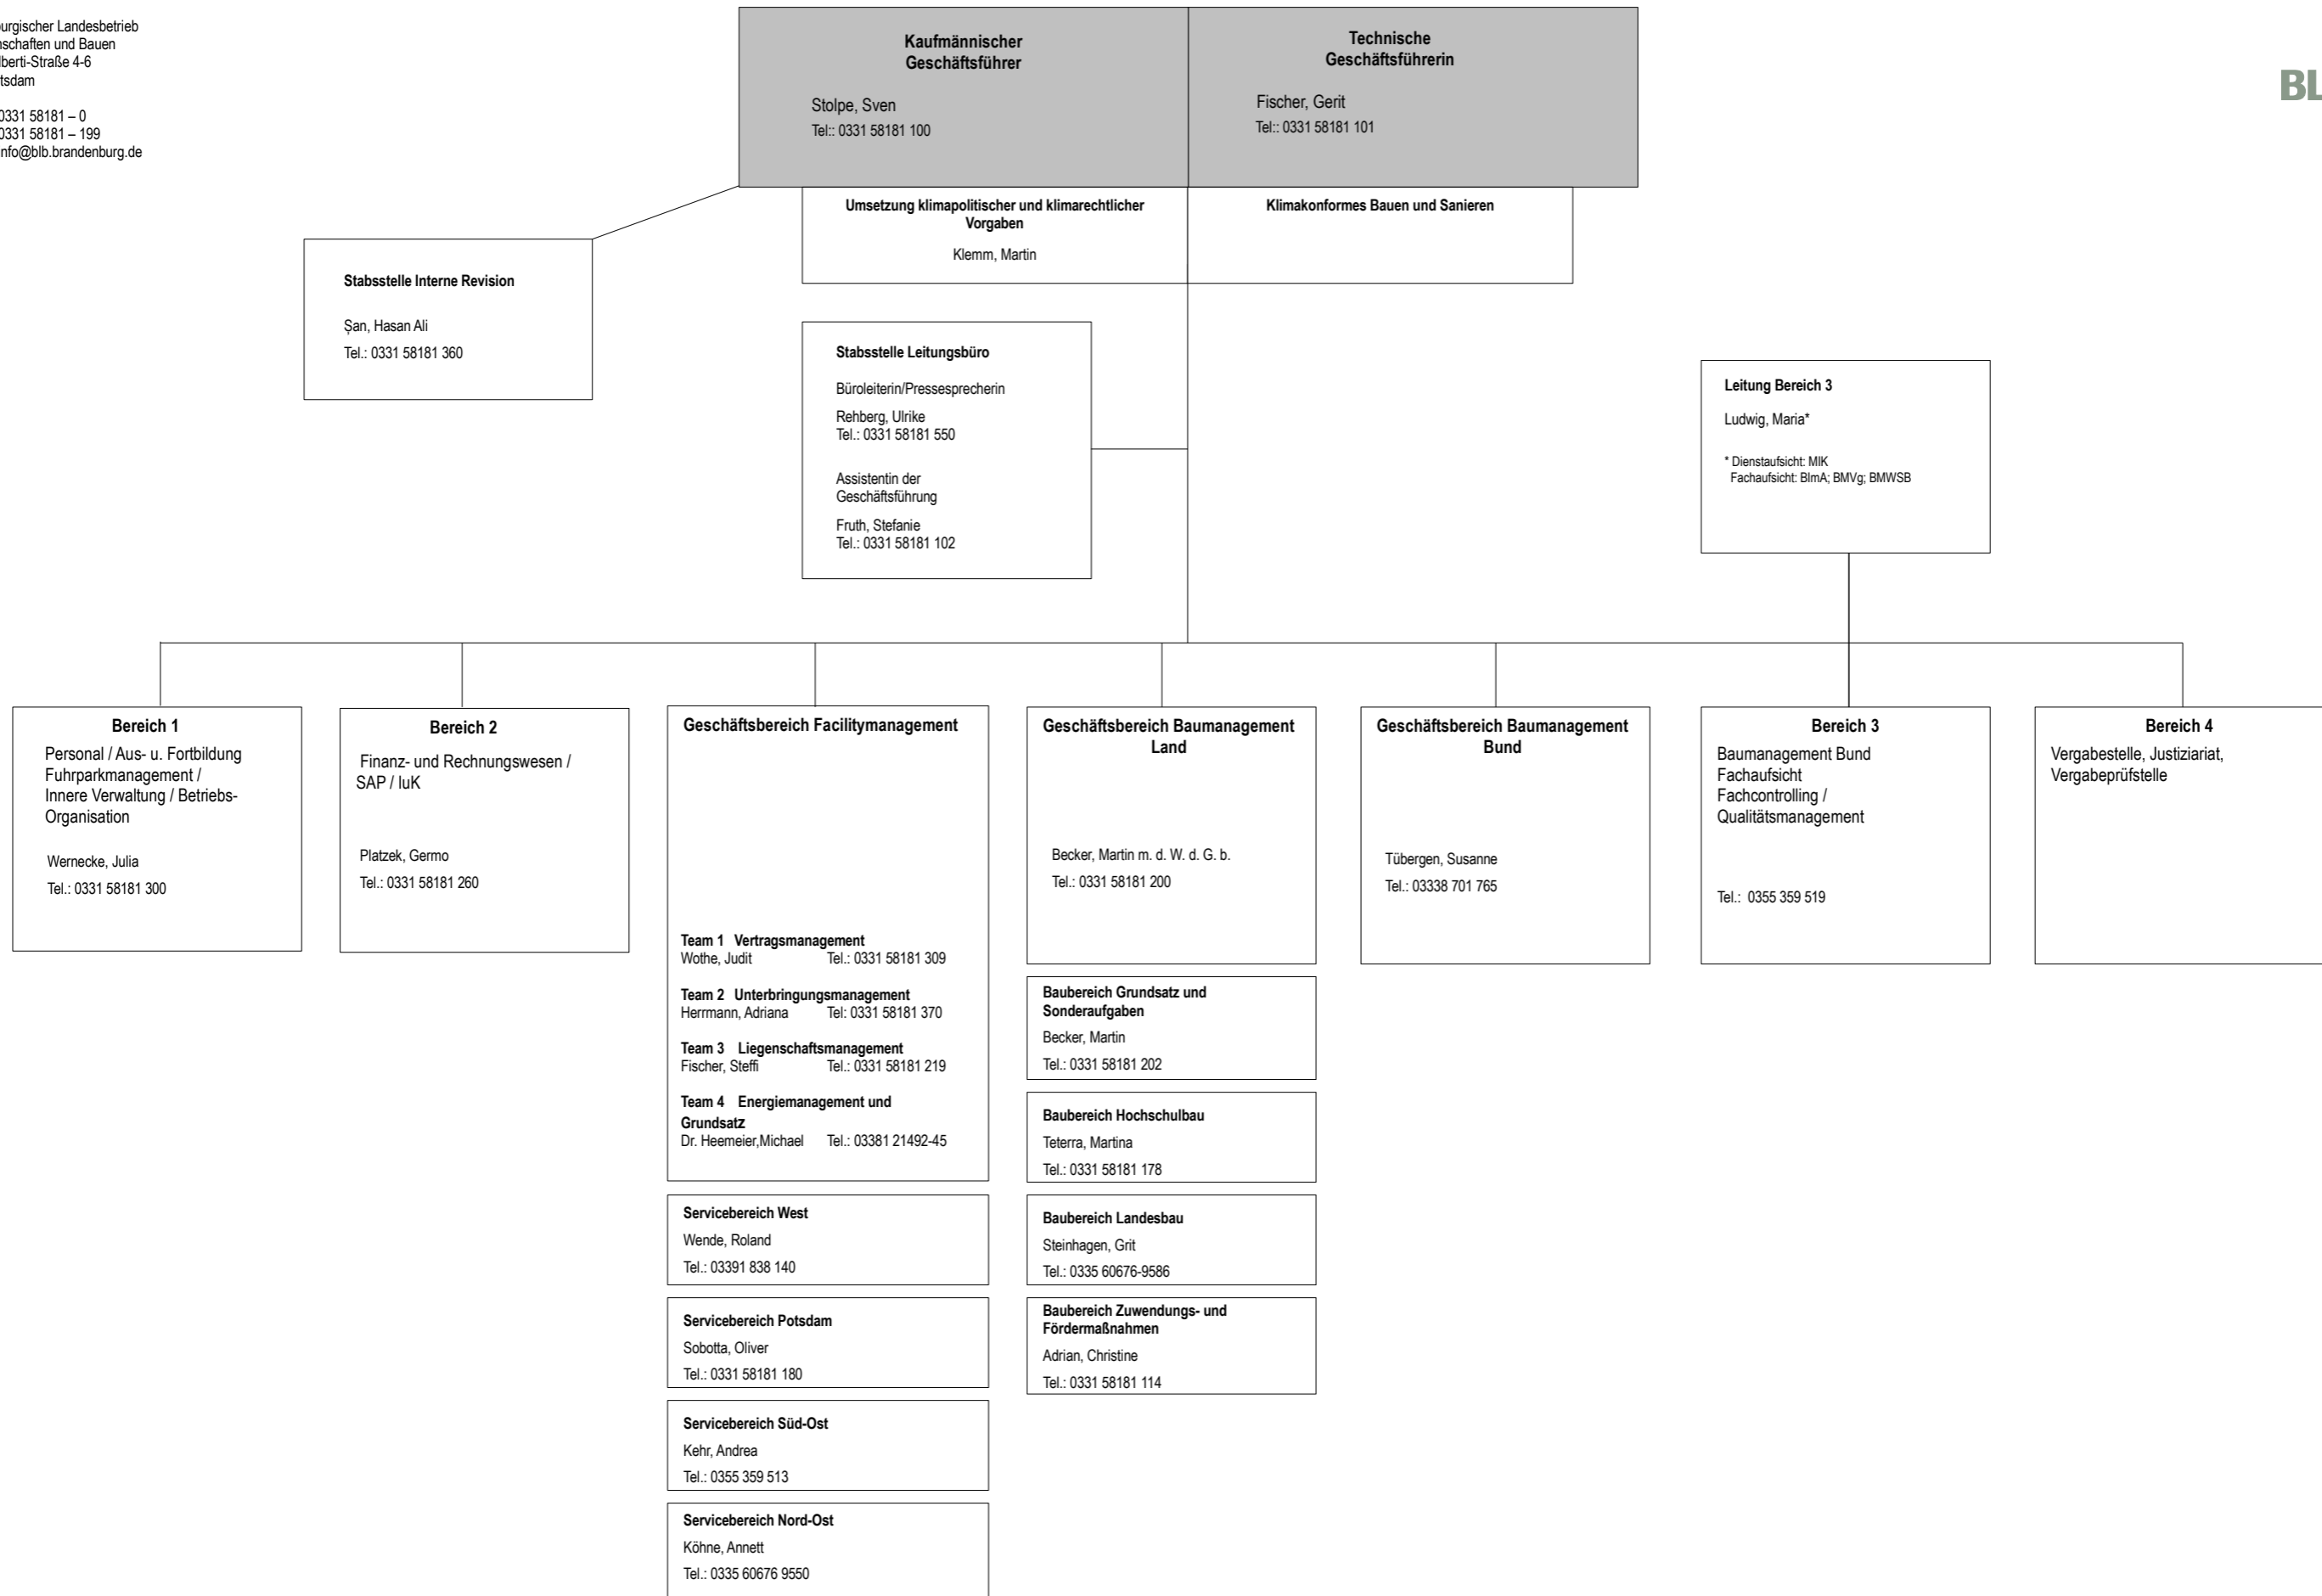 urgischer Landesbetrieb
nschaften und Bauen
lberti-Straße 4-6
tsdam
0331 58181 – 0
0331 58181 – 199
nfo@blb.brandenburg.de
Kaufmännischer
Geschäftsführer
Stolpe, Sven
Tel:: 0331 58181 100
Technische
Geschäftsführerin
Fischer, Gerit
Tel:: 0331 58181 101
BL
Umsetzung klimapolitischer und klimarechtlicher
Vorgaben
Klemm, Martin
Klimakonformes Bauen und Sanieren
Stabsstelle Interne Revision
Șan, Hasan Ali
Tel.: 0331 58181 360
Stabsstelle Leitungsbüro
Büroleiterin/Pressesprecherin
Rehberg, Ulrike
Tel.: 0331 58181 550
Assistentin der
Geschäftsführung
Fruth, Stefanie
Tel.: 0331 58181 102
Leitung Bereich 3
Ludwig, Maria*
* Dienstaufsicht: MIK
Fachaufsicht: BImA; BMVg; BMWSB
Bereich 1
Personal / Aus- u. Fortbildung
Fuhrparkmanagement /
Innere Verwaltung / Betriebs-
Organisation
Wernecke, Julia
Tel.: 0331 58181 300
Bereich 2
Finanz- und Rechnungswesen /
SAP / IuK
Platzek, Germo
Tel.: 0331 58181 260
Geschäftsbereich Facilitymanagement
Team 1 Vertragsmanagement
Wothe, Judit Tel.: 0331 58181 309
Team 2 Unterbringungsmanagement
Herrmann, Adriana Tel: 0331 58181 370
Team 3 Liegenschaftsmanagement
Fischer, Steffi Tel.: 0331 58181 219
Team 4 Energiemanagement und
Grundsatz
Dr. Heemeier,Michael Tel.: 03381 21492-45
Servicebereich West
Wende, Roland
Tel.: 03391 838 140
Servicebereich Potsdam
Sobotta, Oliver
Tel.: 0331 58181 180
Servicebereich Süd-Ost
Kehr, Andrea
Tel.: 0355 359 513
Servicebereich Nord-Ost
Köhne, Annett
Tel.: 0335 60676 9550
Geschäftsbereich Baumanagement
Land
Becker, Martin m. d. W. d. G. b.
Tel.: 0331 58181 200
Baubereich Grundsatz und
Sonderaufgaben
Becker, Martin
Tel.: 0331 58181 202
Baubereich Hochschulbau
Teterra, Martina
Tel.: 0331 58181 178
Baubereich Landesbau
Steinhagen, Grit
Tel.: 0335 60676-9586
Baubereich Zuwendungs- und
Fördermaßnahmen
Adrian, Christine
Tel.: 0331 58181 114
Geschäftsbereich Baumanagement
Bund
Tübergen, Susanne
Tel.: 03338 701 765
Bereich 3
Baumanagement Bund
Fachaufsicht
Fachcontrolling /
Qualitätsmanagement
Tel.: 0355 359 519
Bereich 4
Vergabestelle, Justiziariat,
Vergabeprüfstelle